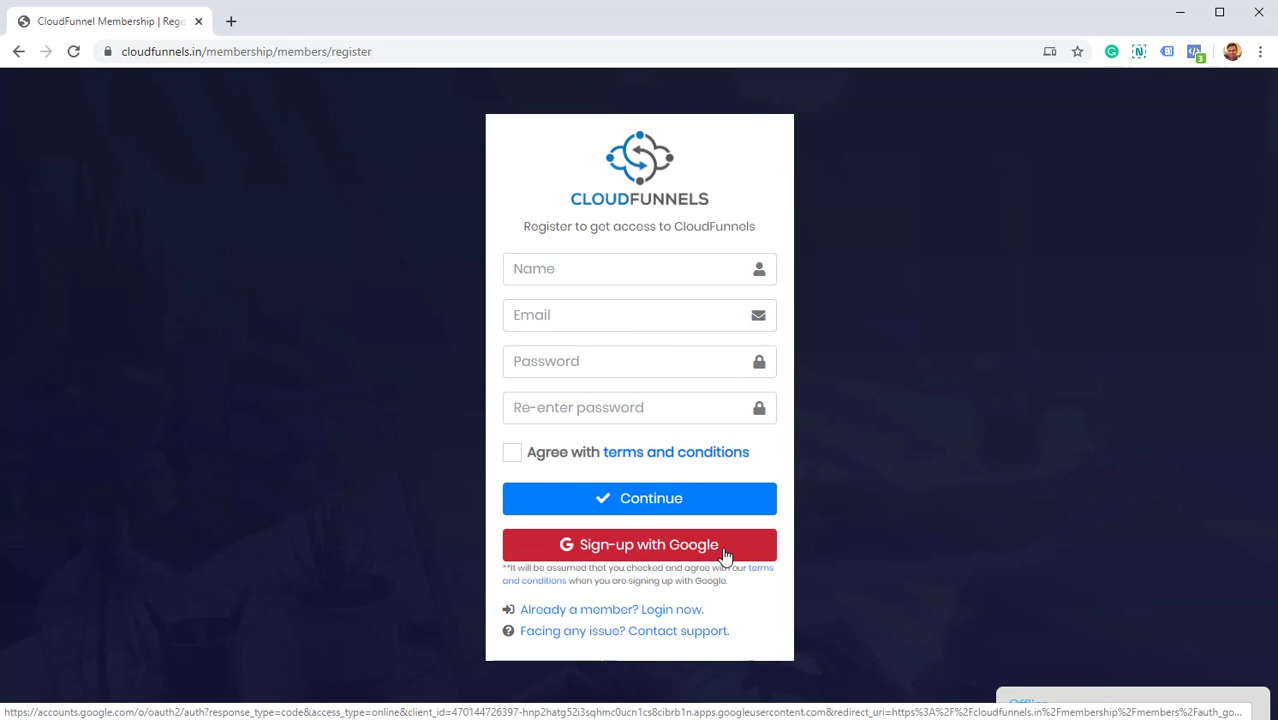 CloudFunnel Membership | Regis
cloudfunnels.in/membership/members/register
3
CLOUDFUNNELS
Register to get access to CloudFunnels
Name
Email
Password
Re-enter password
Agree with terms and conditions
Continue
Sign-up with Google
**It will be assumed that you checked and agree with our terms
and conditions when you are signing up with Google.
Already a member? Login now.
Facing any issue? Contact support.
Offline
https://accounts.google.com/o/oauth2/auth?response_type=code&access_type=online&client_id=470144726397-hnp2hatg52i3sqhmc0ucn1cs8cibrb1n.apps.googleusercontent.com&redirect_uri=https%3A%2F%2Fcloudfunnels.in%2Fmembership%2Fmembers%2Fauth_go...